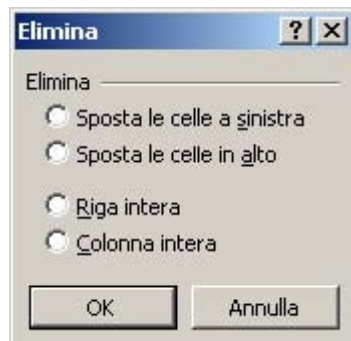 Elimina
Elimina
Sposta le celle a sinistra
Sposta le celle in alto
Riga intera
Colonna intera
OK Annulla